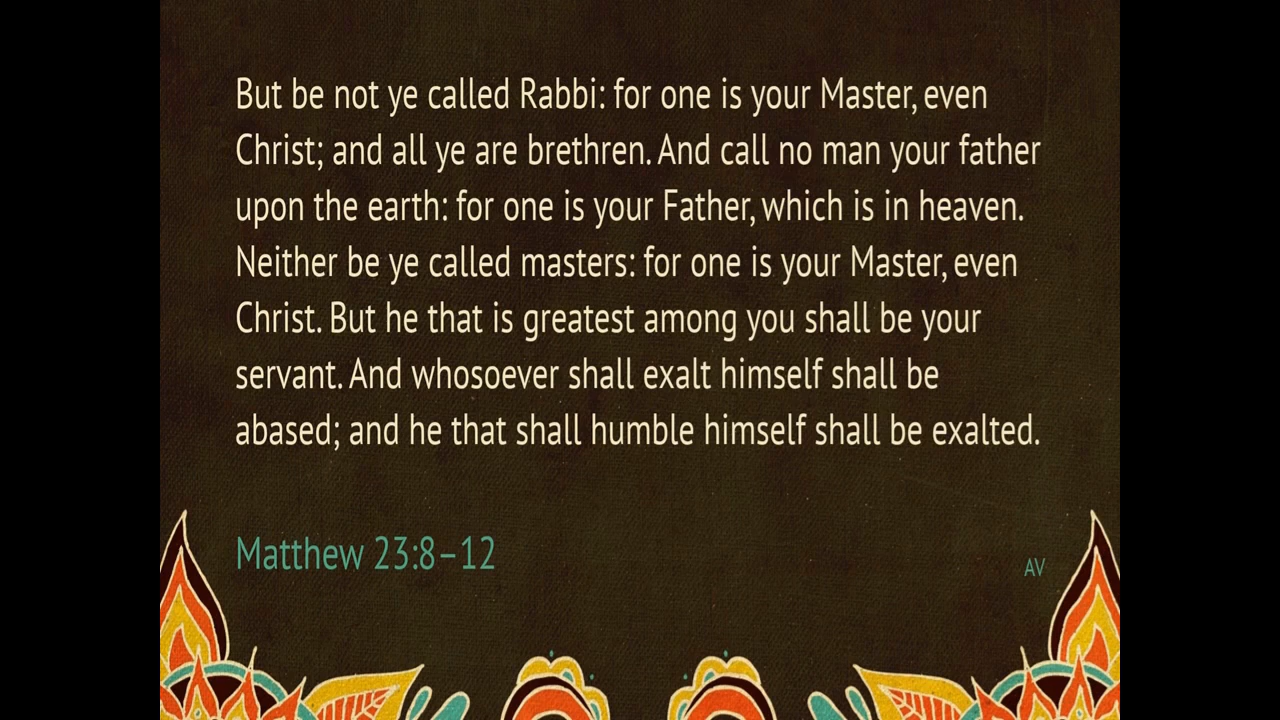 But be not ye called Rabbi: for one is your Master, even
Christ; and all ye are brethren. And call no man your father
upon the earth: for one is your Father, which is in heaven.
Neither be ye called masters: for one is your Master, even
Christ. But he that is greatest among you shall be your
servant. And whosoever shall exalt himself shall be
abased; and he that shall humble himself shall be exalted.
Matthew 23:8–12
AV